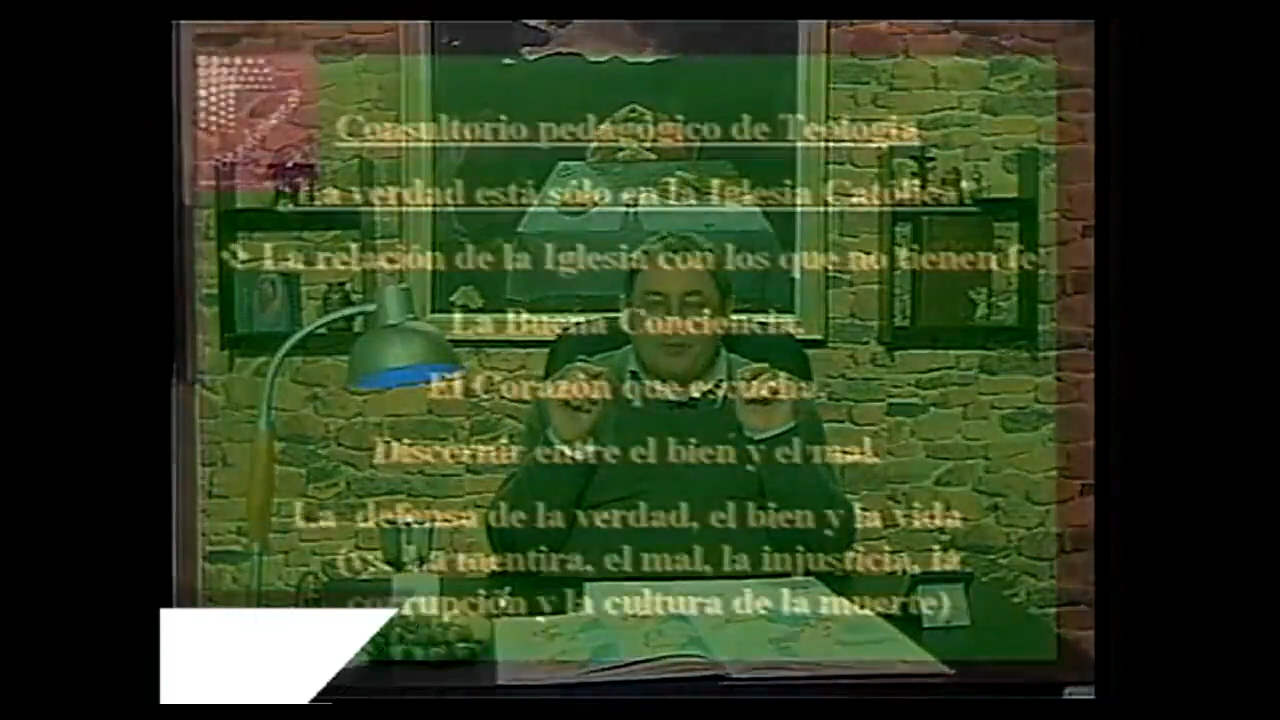 Consultorio pedagógico de Teología
La verdad está sólo en la Iglesia Católica?
La relación de la Iglesia con los que no tienen fe
La Buena Conciencia.
El Corazón que escucha.
Discernir entre el bien y el mal.
La defensa de la verdad, el bien y la vida
(vs. La mentira, el mal, la injusticia, la
corrupción y la cultura de la muerte)